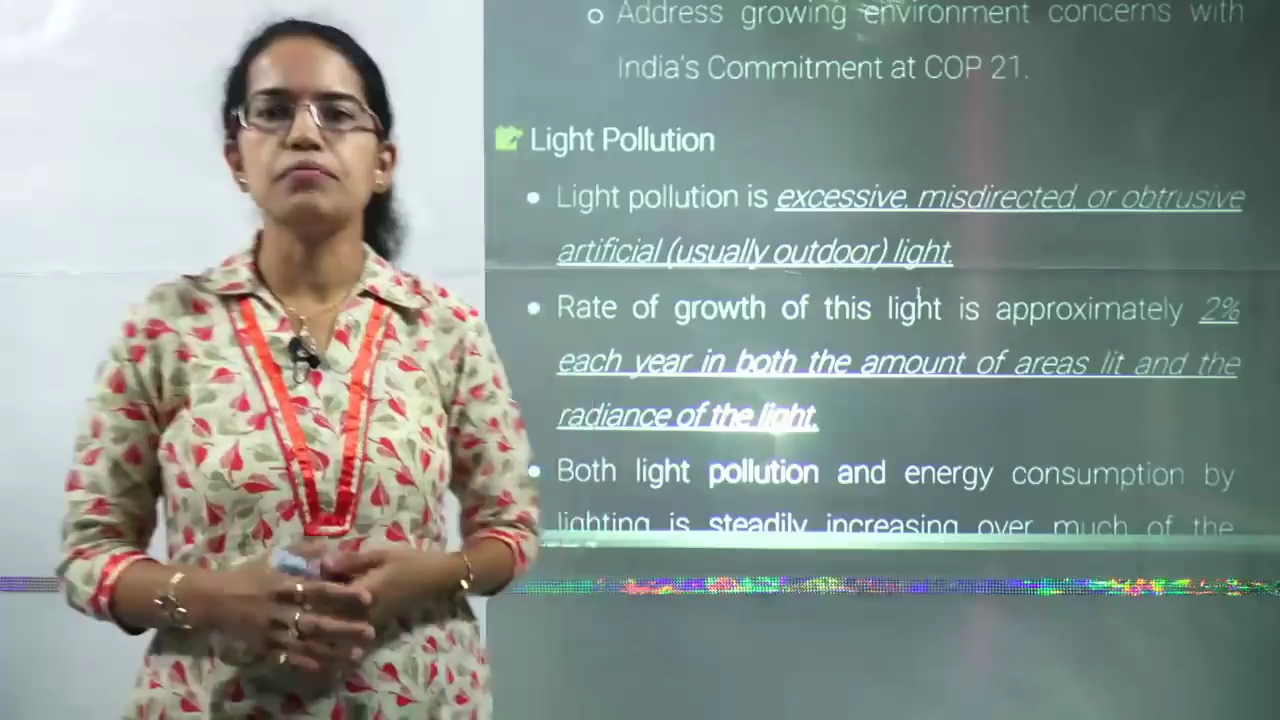 Address growing environment concerns with
India's Commitment at COP 21.
Light Pollution
Light pollution is excessive, misdirected, or obtrusive
artificial (usually outdoor) light.
Rate of growth of this light is approximately 2%
each year in both the amount of areas lit and the
radiance of the light.
Both light pollution and energy consumption by
lighting is steadily increasing over much of the